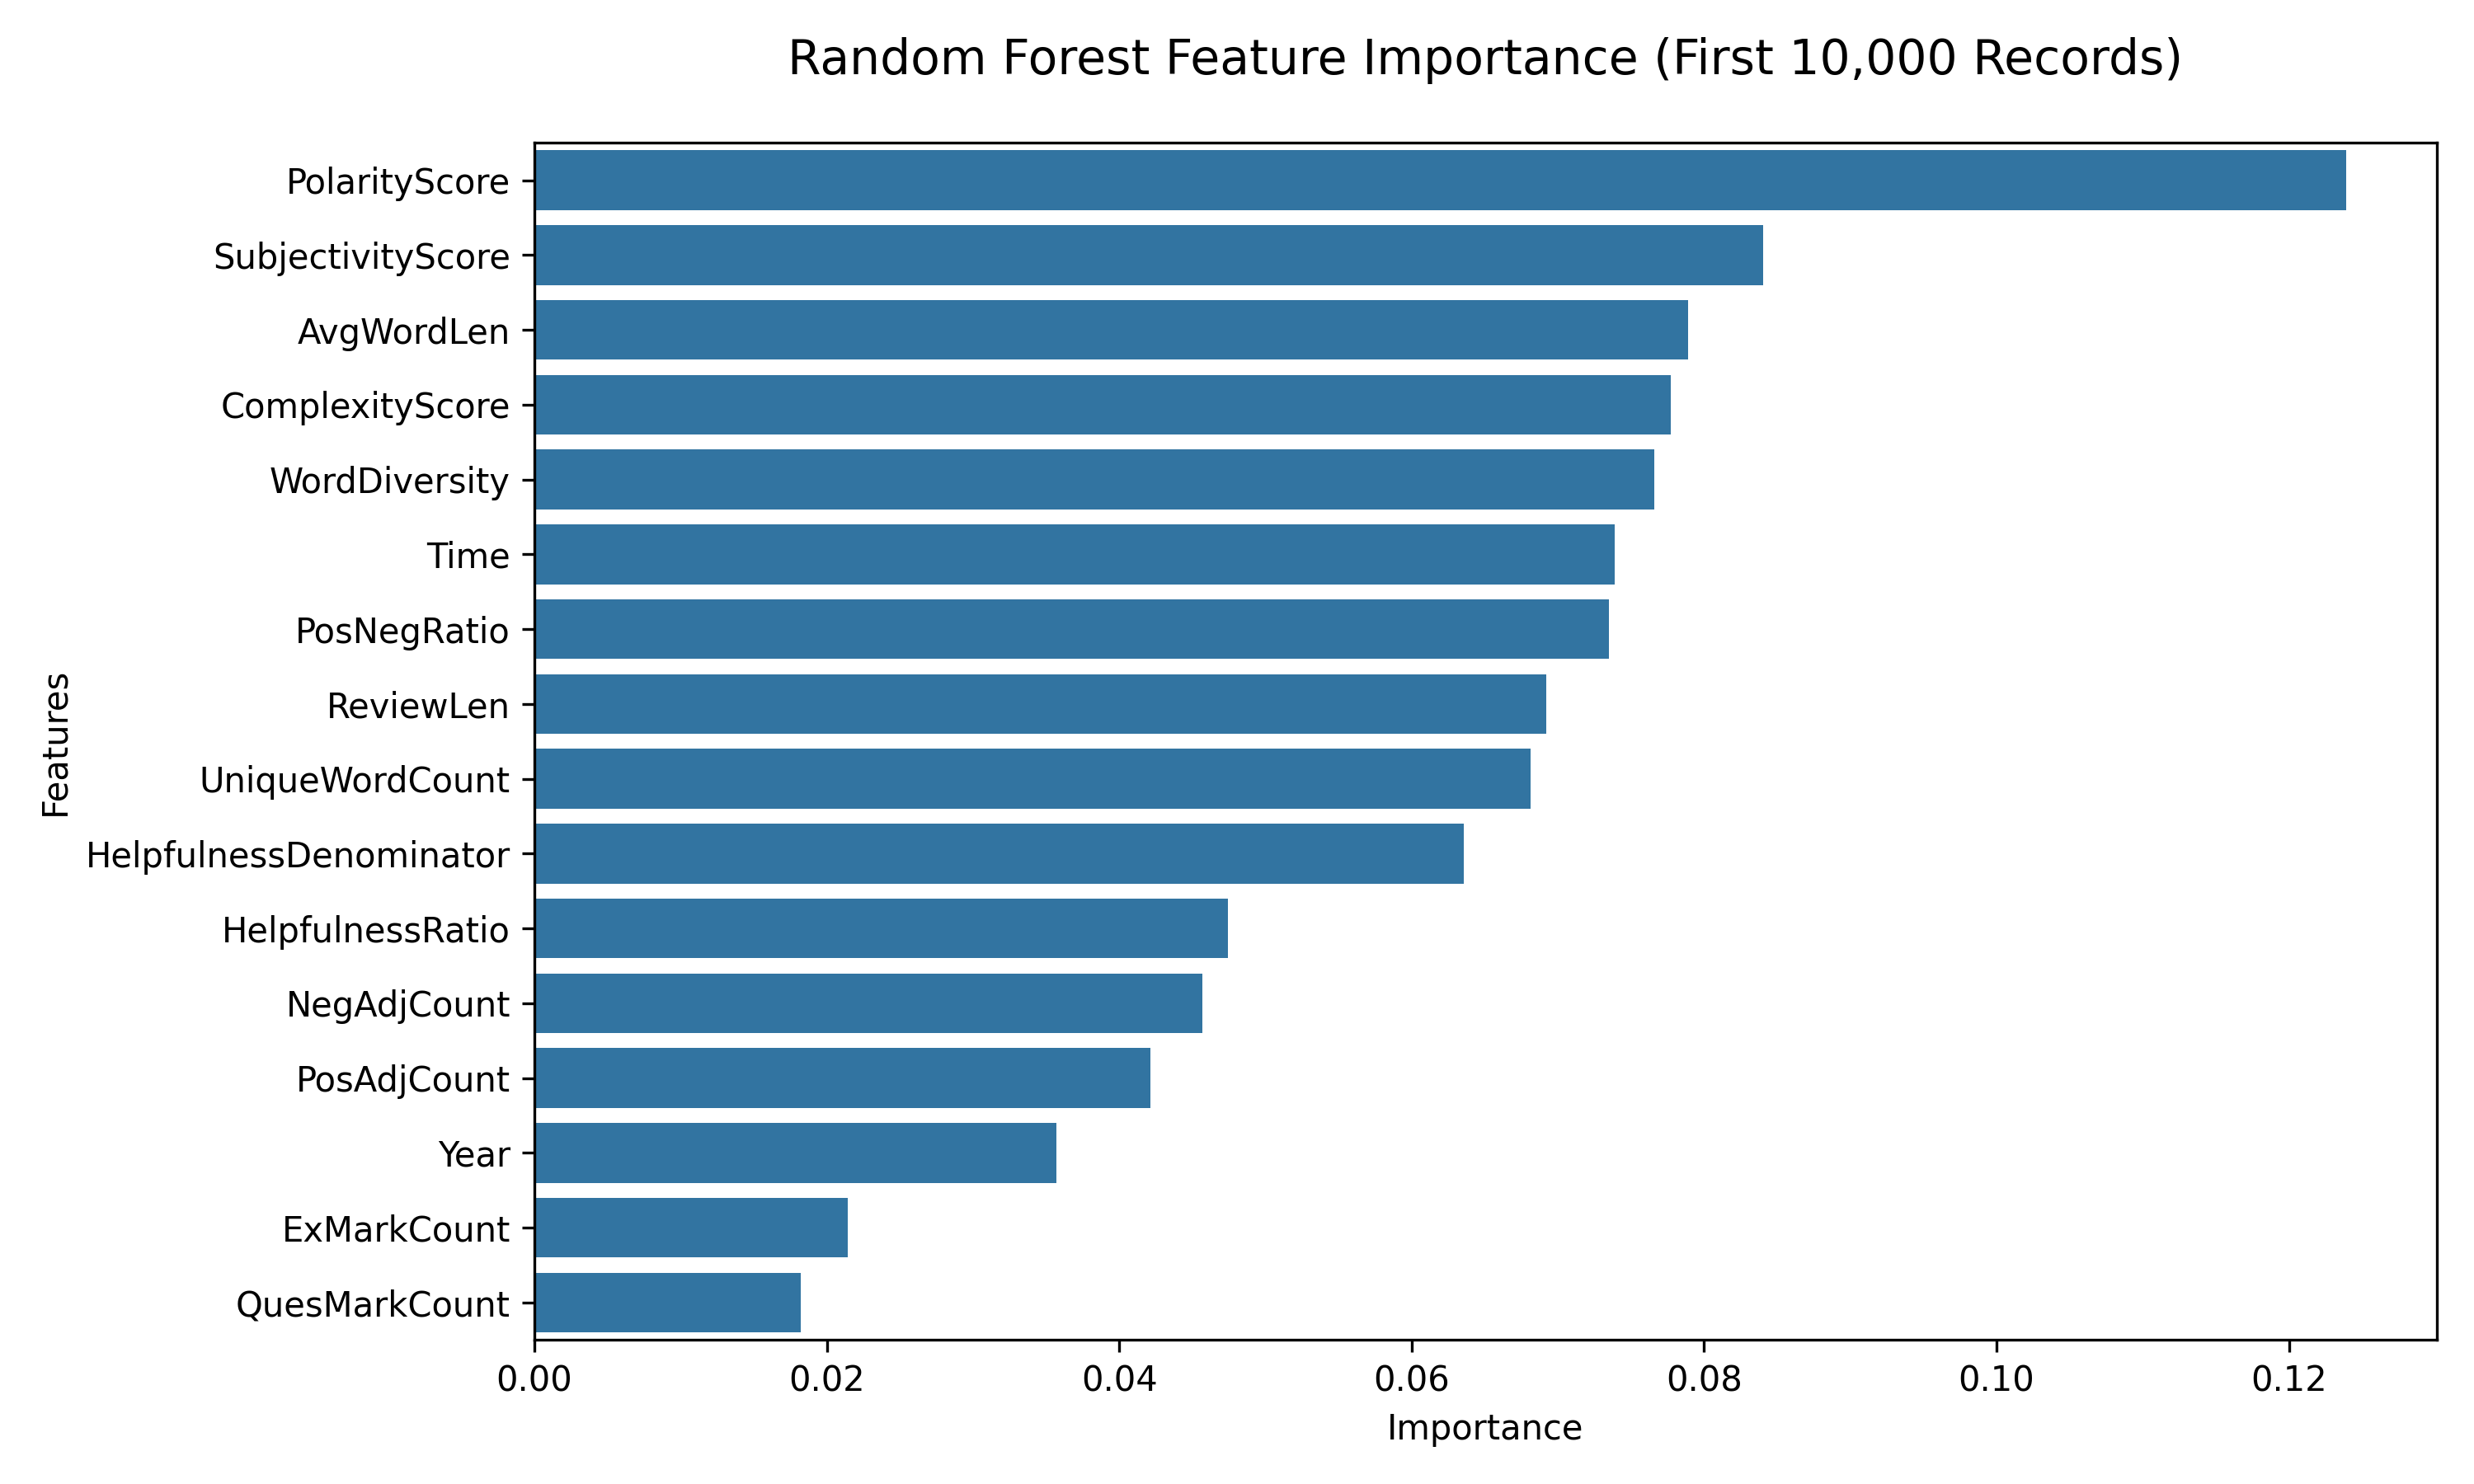 Random Forest Feature Importance (First 10,000 Records)
PolarityScore
SubjectivityScore
AvgWordLen
ComplexityScore
WordDiversity
Time
PosNegRatio
ReviewLen
UniqueWordCount
HelpfulnessDenominator
HelpfulnessRatio
NegAdjCount
PosAdjCount
Year
ExMarkCount
QuesMarkCount
Features
0.00 0.02 0.04 0.06 0.08 0.10 0.12
Importance